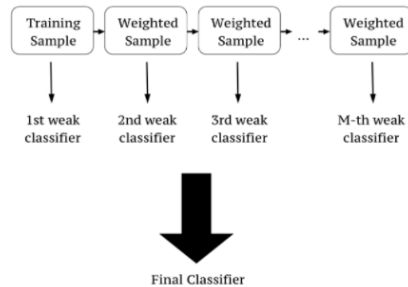 Training Sample
Weighted Sample
Weighted Sample
...
Weighted Sample
1st weak classifier
2nd weak classifier
3rd weak classifier
M-th weak classifier
Final Classifier